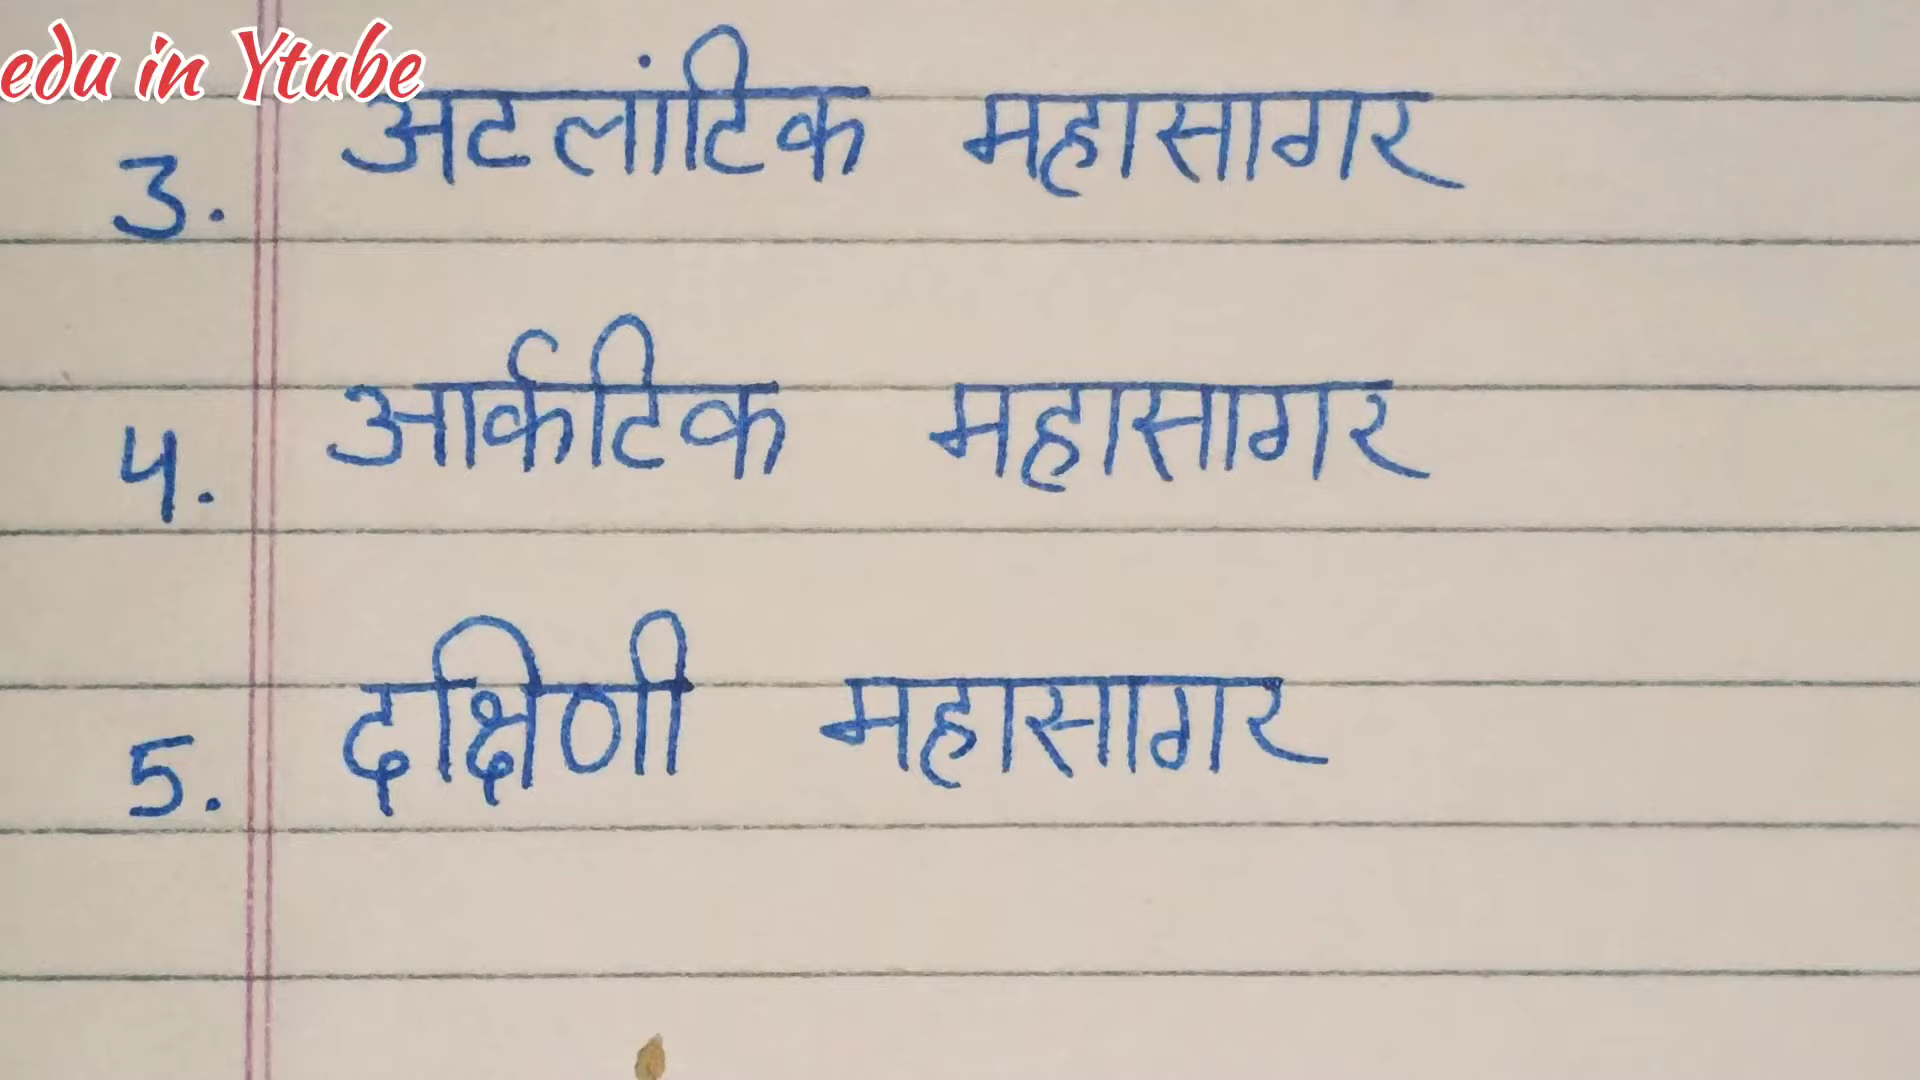 edu in Ytube
3. अटलांटिक महासागर
4. आर्कटिक महासागर
5. दक्षिणी महासागर